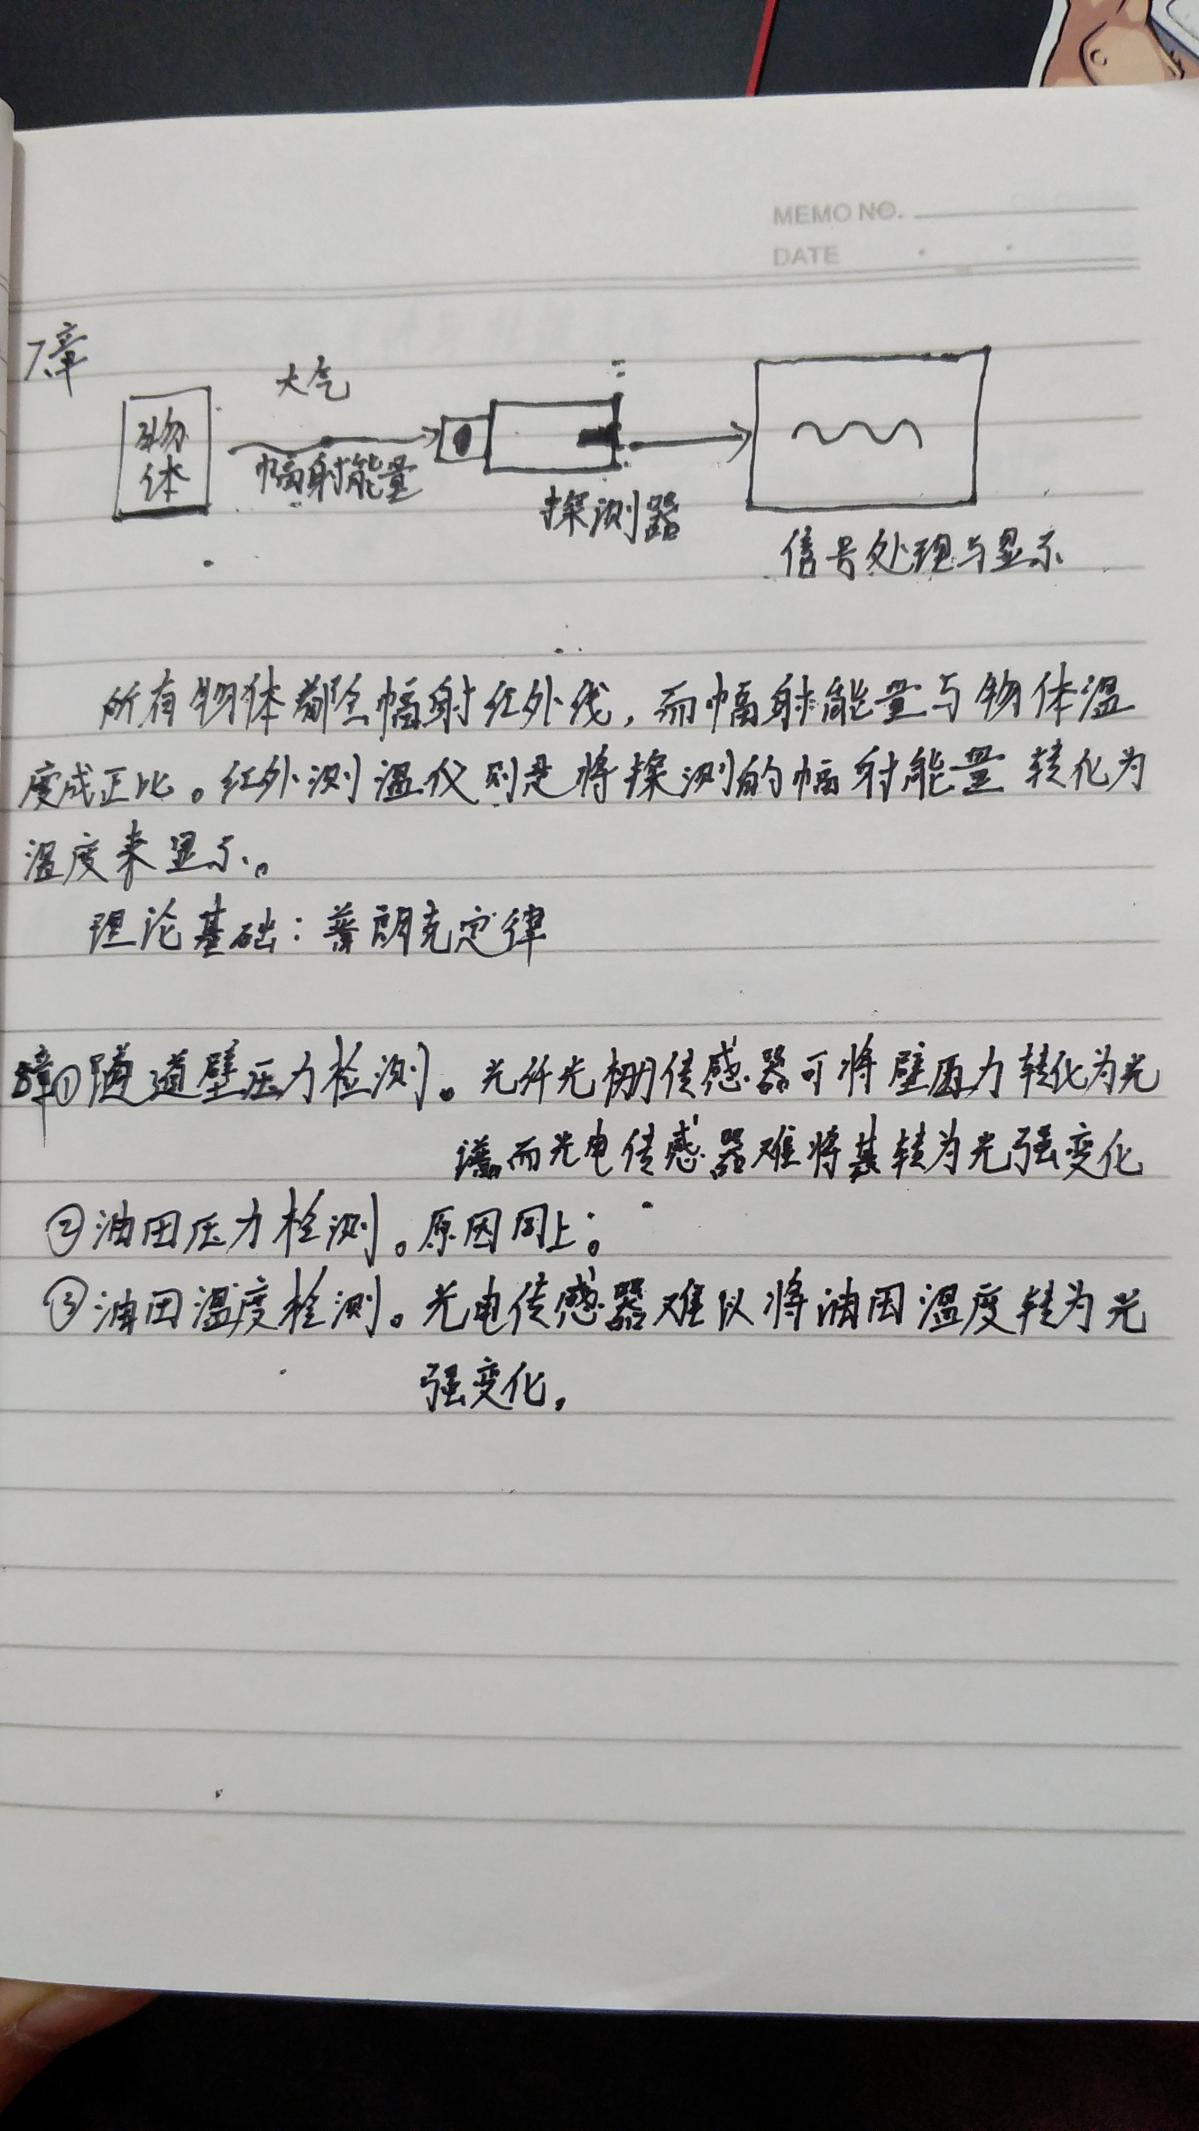 MEMO NO.
DATE
7章
大气
物
体
幅射能量
探测器
信号处理与显示
所有物体都会幅射红外线，而幅射能量与物体温
度成正比。红外测温仪则是将探测的幅射能量转化为
温度来显示。
理论基础：普朗克定律
8章①隧道壁压力检测。光纤光栅传感器可将壁压力转化为光
谱。而光电传感器难将其转为光强变化
②油田压力检测。原因同上。
③油田温度检测。光电传感器难以将油田温度转为光
强变化。